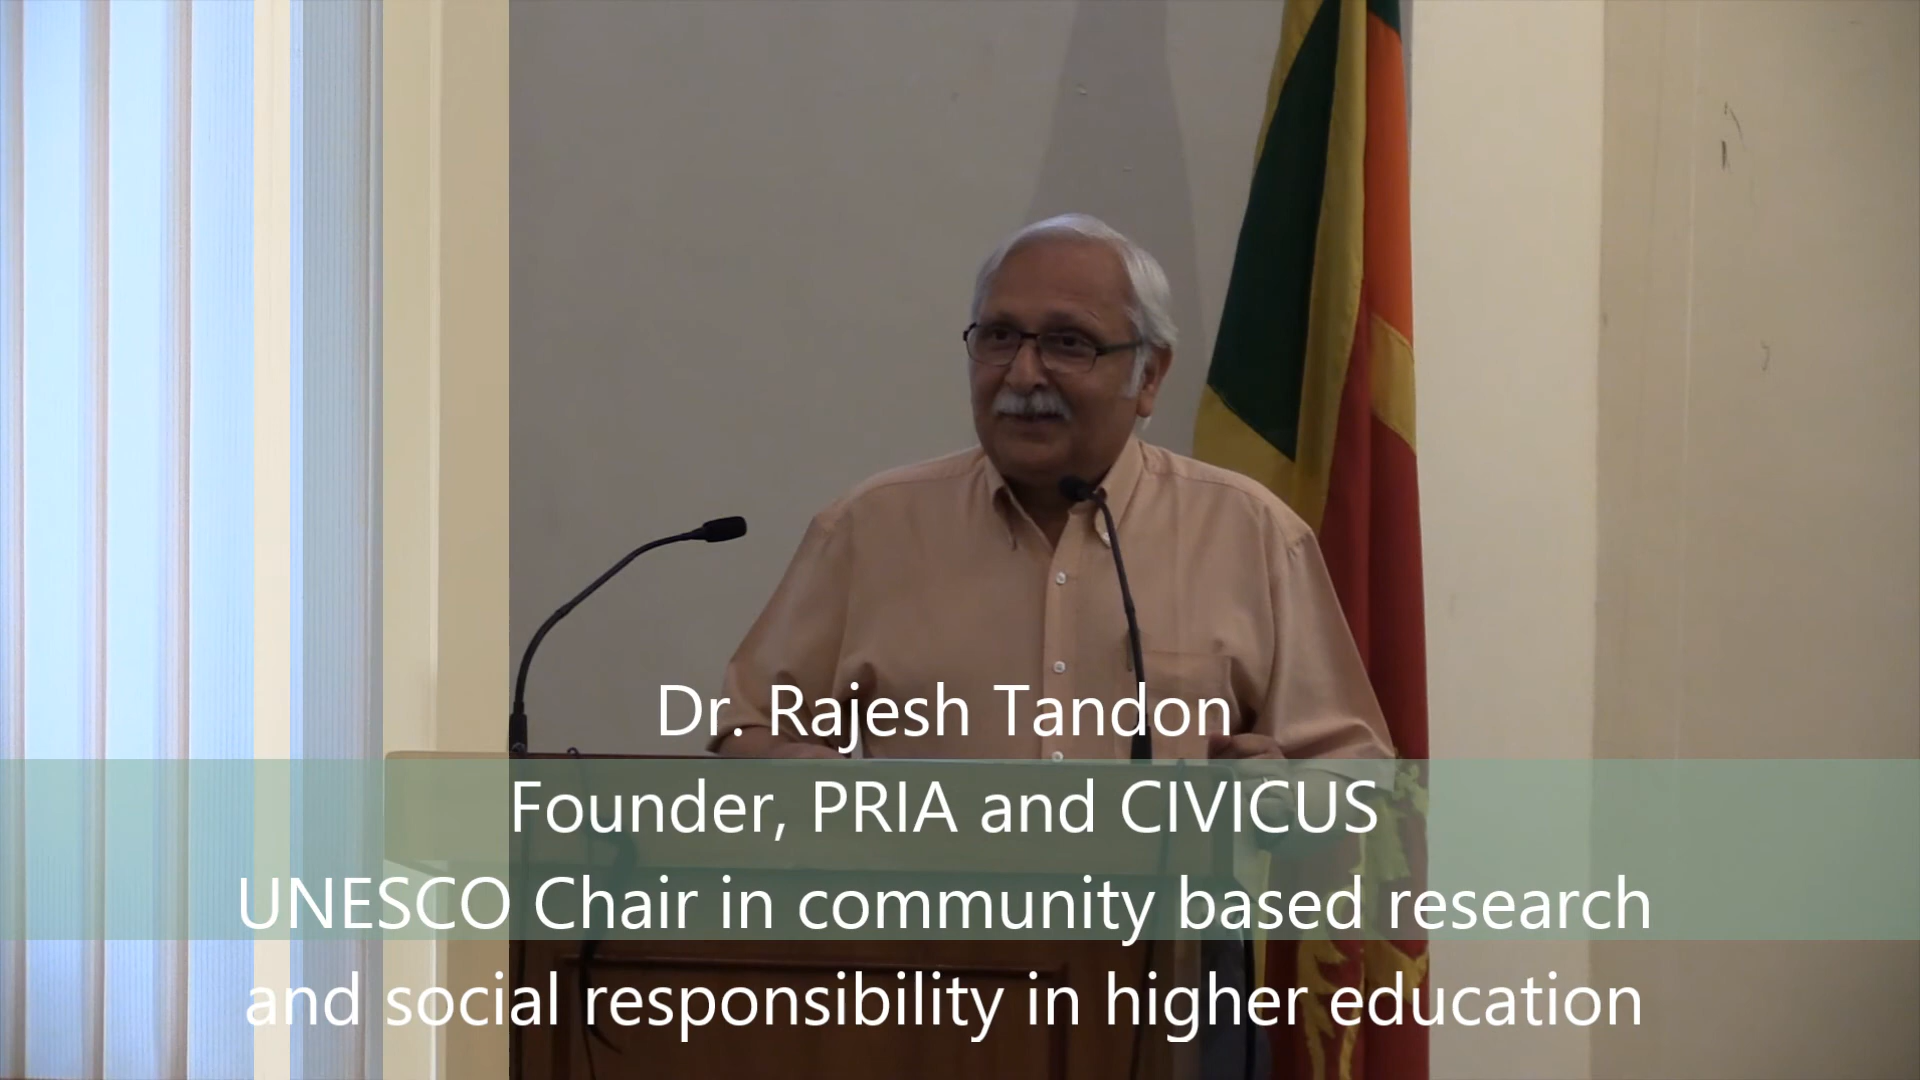 Dr. Rajesh Tandon
Founder, PRIA and CIVICUS
UNESCO Chair in community based research
and social responsibility in higher education